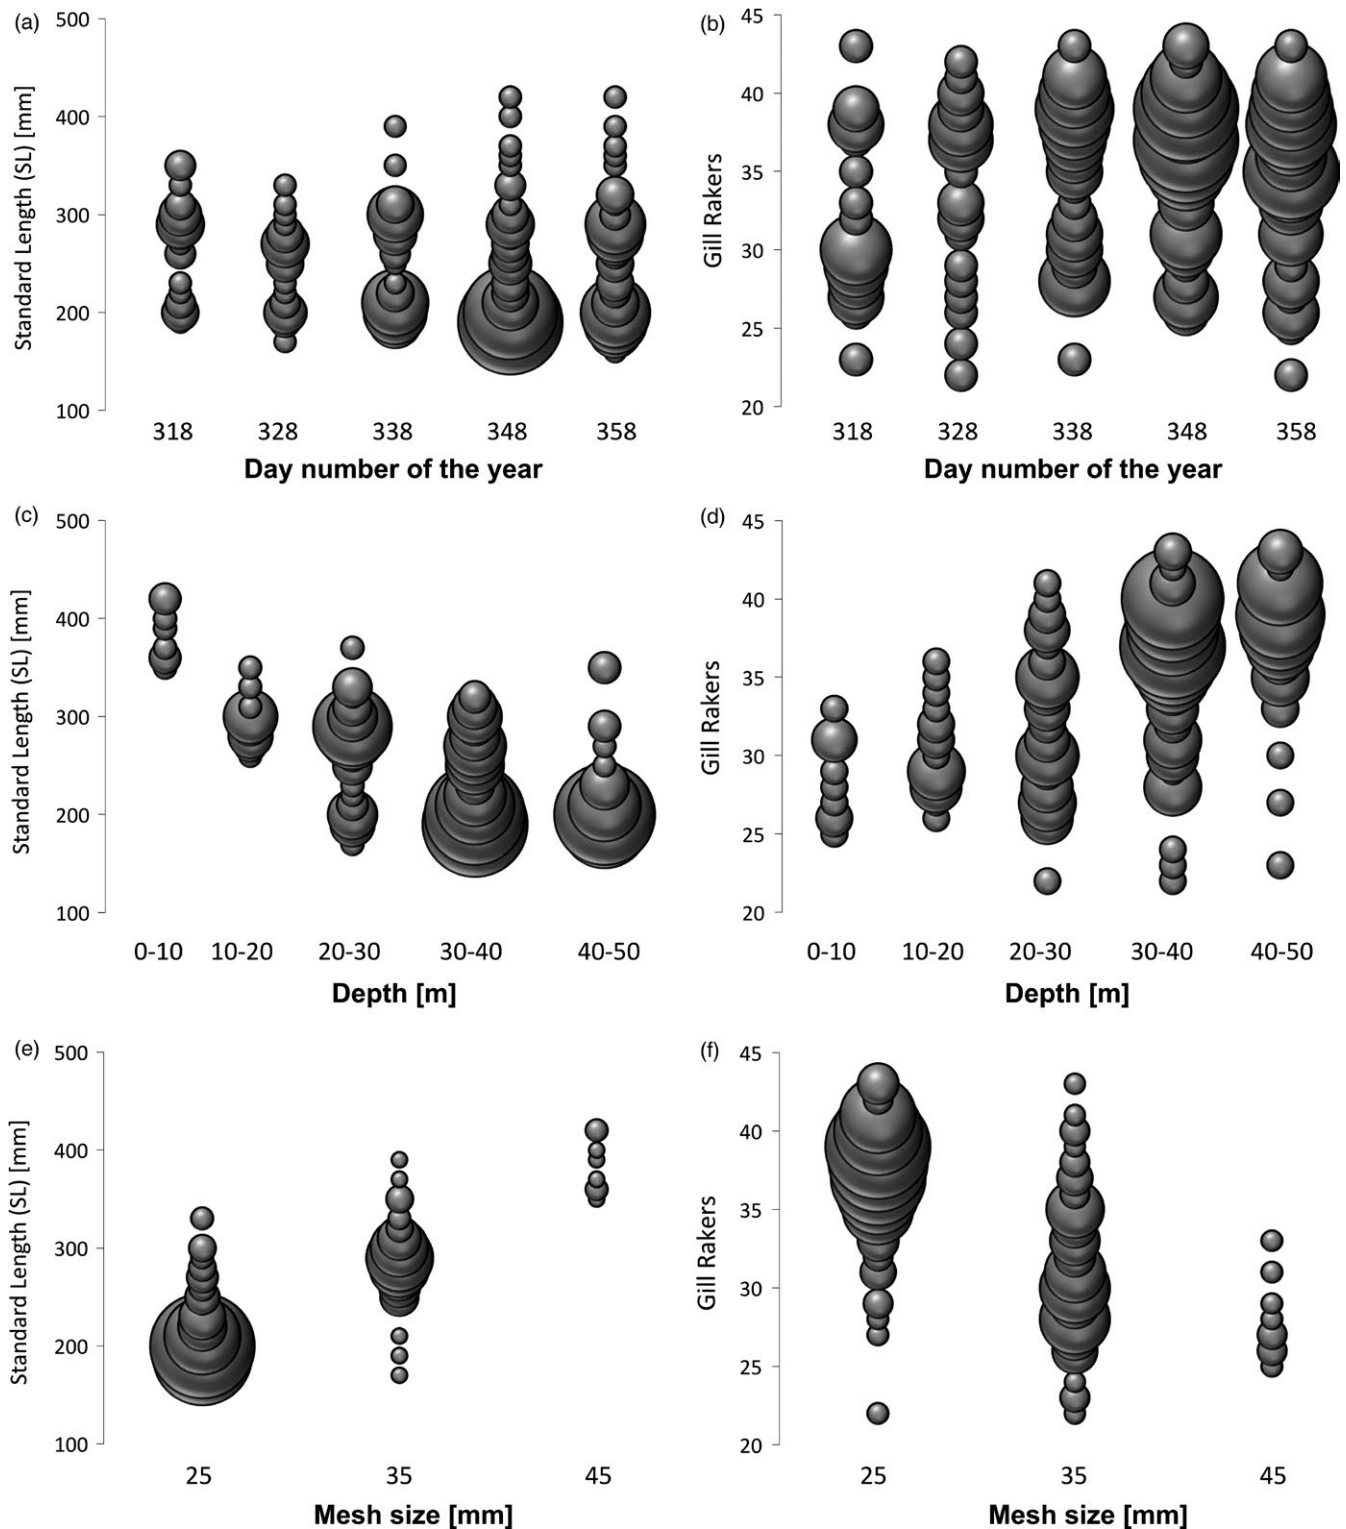 (a)
Standard Length (SL) [mm]
500
400
300
200
100
318 328 338 348 358
Day number of the year
(b)
Gill Rakers
45
40
35
30
25
20
318 328 338 348 358
Day number of the year
(c)
Standard Length (SL) [mm]
500
400
300
200
100
0-10 10-20 20-30 30-40 40-50
Depth [m]
(d)
Gill Rakers
45
40
35
30
25
20
0-10 10-20 20-30 30-40 40-50
Depth [m]
(e)
Standard Length (SL) [mm]
500
400
300
200
100
25 35 45
Mesh size [mm]
(f)
Gill Rakers
45
40
35
30
25
20
25 35 45
Mesh size [mm]